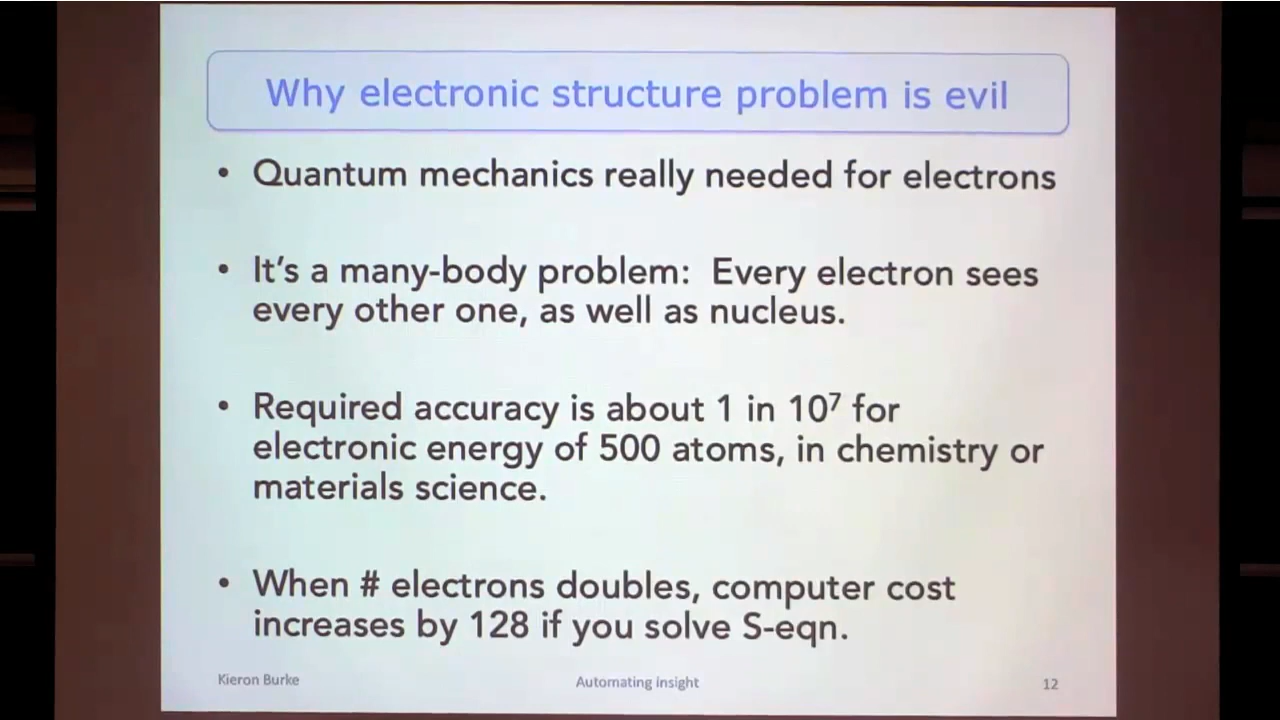 Why electronic structure problem is evil
• Quantum mechanics really needed for electrons
• It's a many-body problem: Every electron sees
every other one, as well as nucleus.
• Required accuracy is about 1 in 10⁷ for
electronic energy of 500 atoms, in chemistry or
materials science.
• When # electrons doubles, computer cost
increases by 128 if you solve S-eqn.
Kieron Burke
Automating insight
12